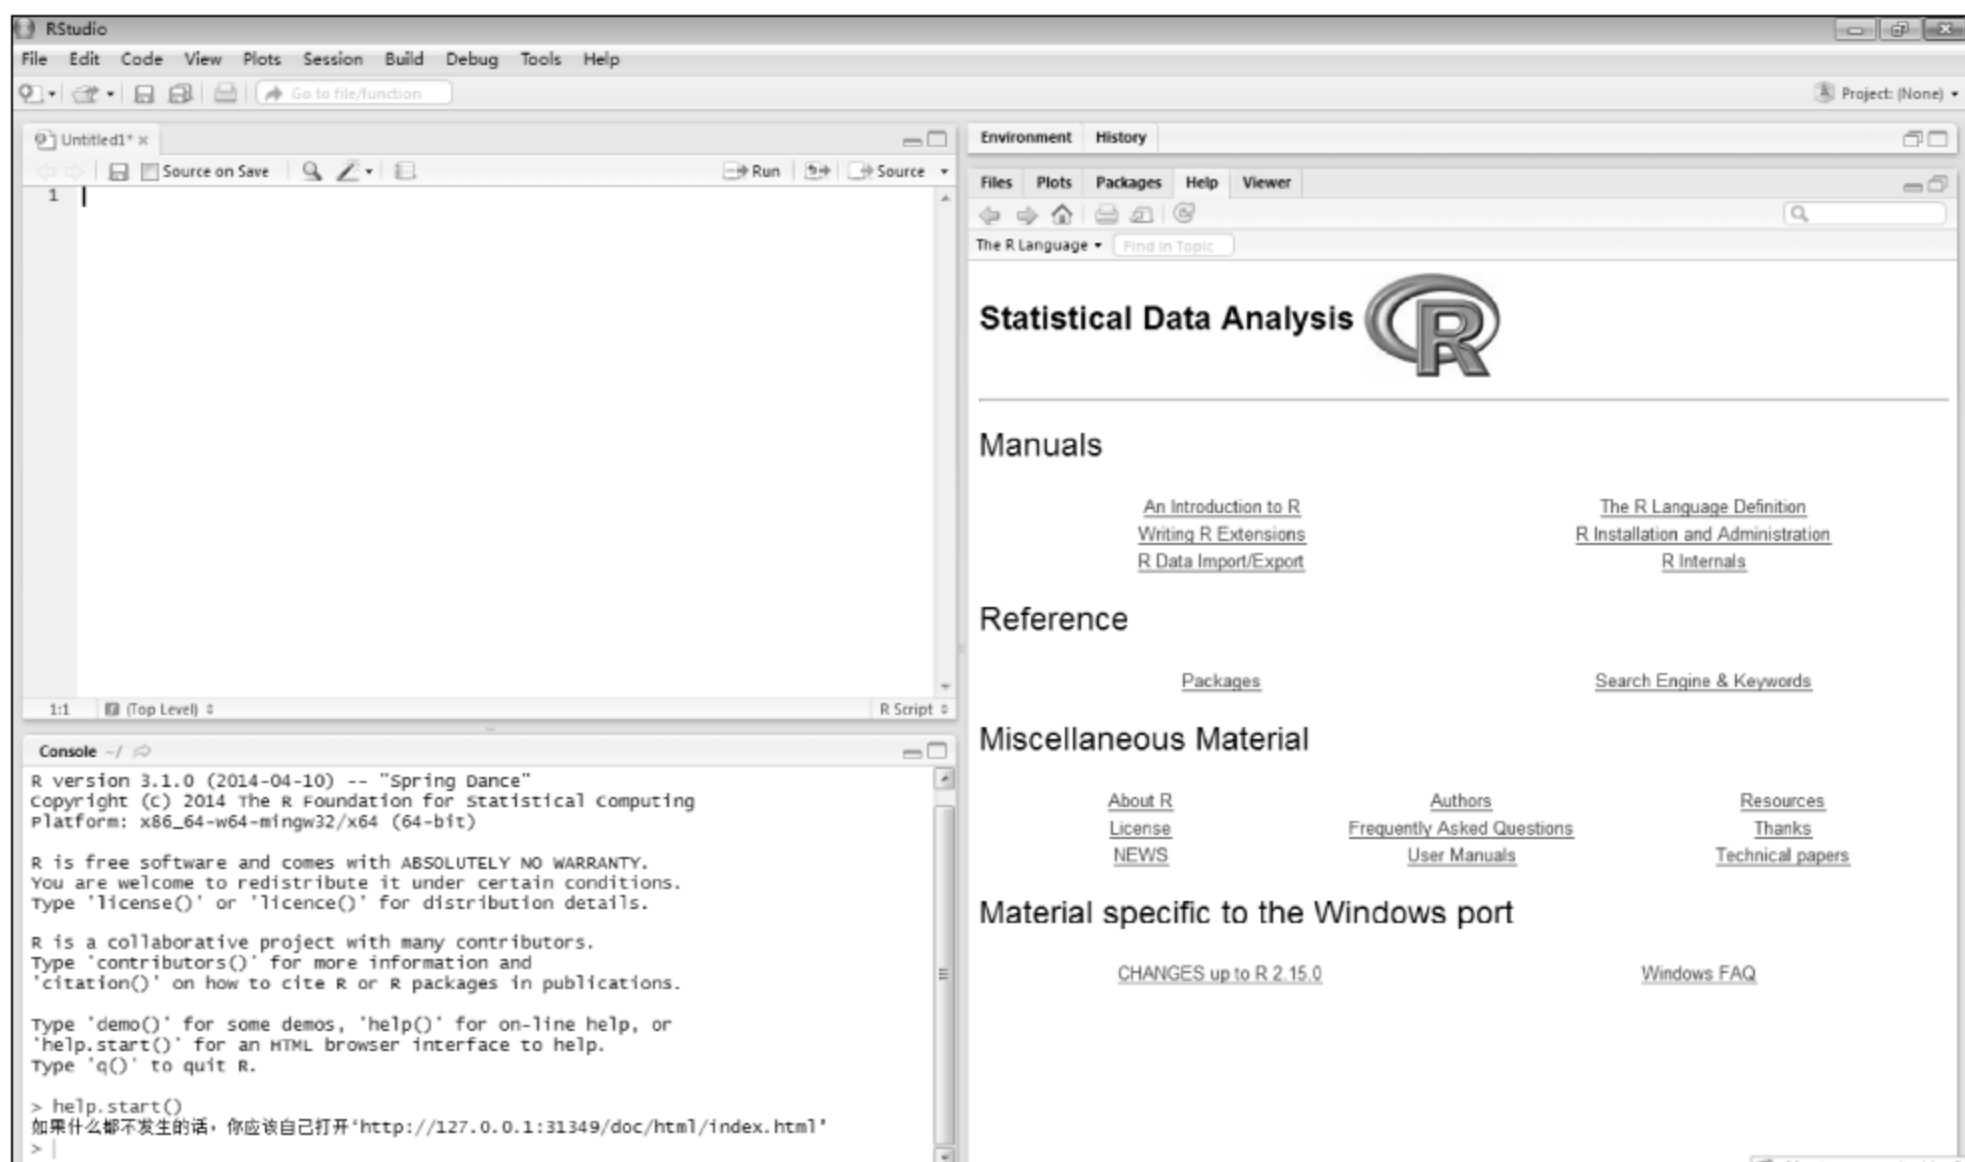 RStudio
File Edit Code View Plots Session Build Debug Tools Help
Go to file/function
Project: (None)
Untitled1*
Source on Save
Run
Source
1
1:1
(Top Level)
R Script
Console ~/
R version 3.1.0 (2014-04-10) -- "Spring Dance"
Copyright (C) 2014 The R Foundation for Statistical Computing
Platform: x86_64-w64-mingw32/x64 (64-bit)
R is free software and comes with ABSOLUTELY NO WARRANTY.
You are welcome to redistribute it under certain conditions.
Type 'license()' or 'licence()' for distribution details.
R is a collaborative project with many contributors.
Type 'contributors()' for more information and
'citation()' on how to cite R or R packages in publications.
Type 'demo()' for some demos, 'help()' for on-line help, or
'help.start()' for an HTML browser interface to help.
Type 'q()' to quit R.
> help.start()
如果什么都不发生的话，你应该自己打开‘http://127.0.0.1:31349/doc/html/index.html’
>
Environment History
Files Plots Packages Help Viewer
The R Language
Find in Topic
Statistical Data Analysis R
Manuals
An Introduction to R The R Language Definition
Writing R Extensions R Installation and Administration
R Data Import/Export R Internals
Reference
Packages Search Engine & Keywords
Miscellaneous Material
About R Authors Resources
License Frequently Asked Questions Thanks
NEWS User Manuals Technical papers
Material specific to the Windows port
CHANGES up to R 2.15.0 Windows FAQ